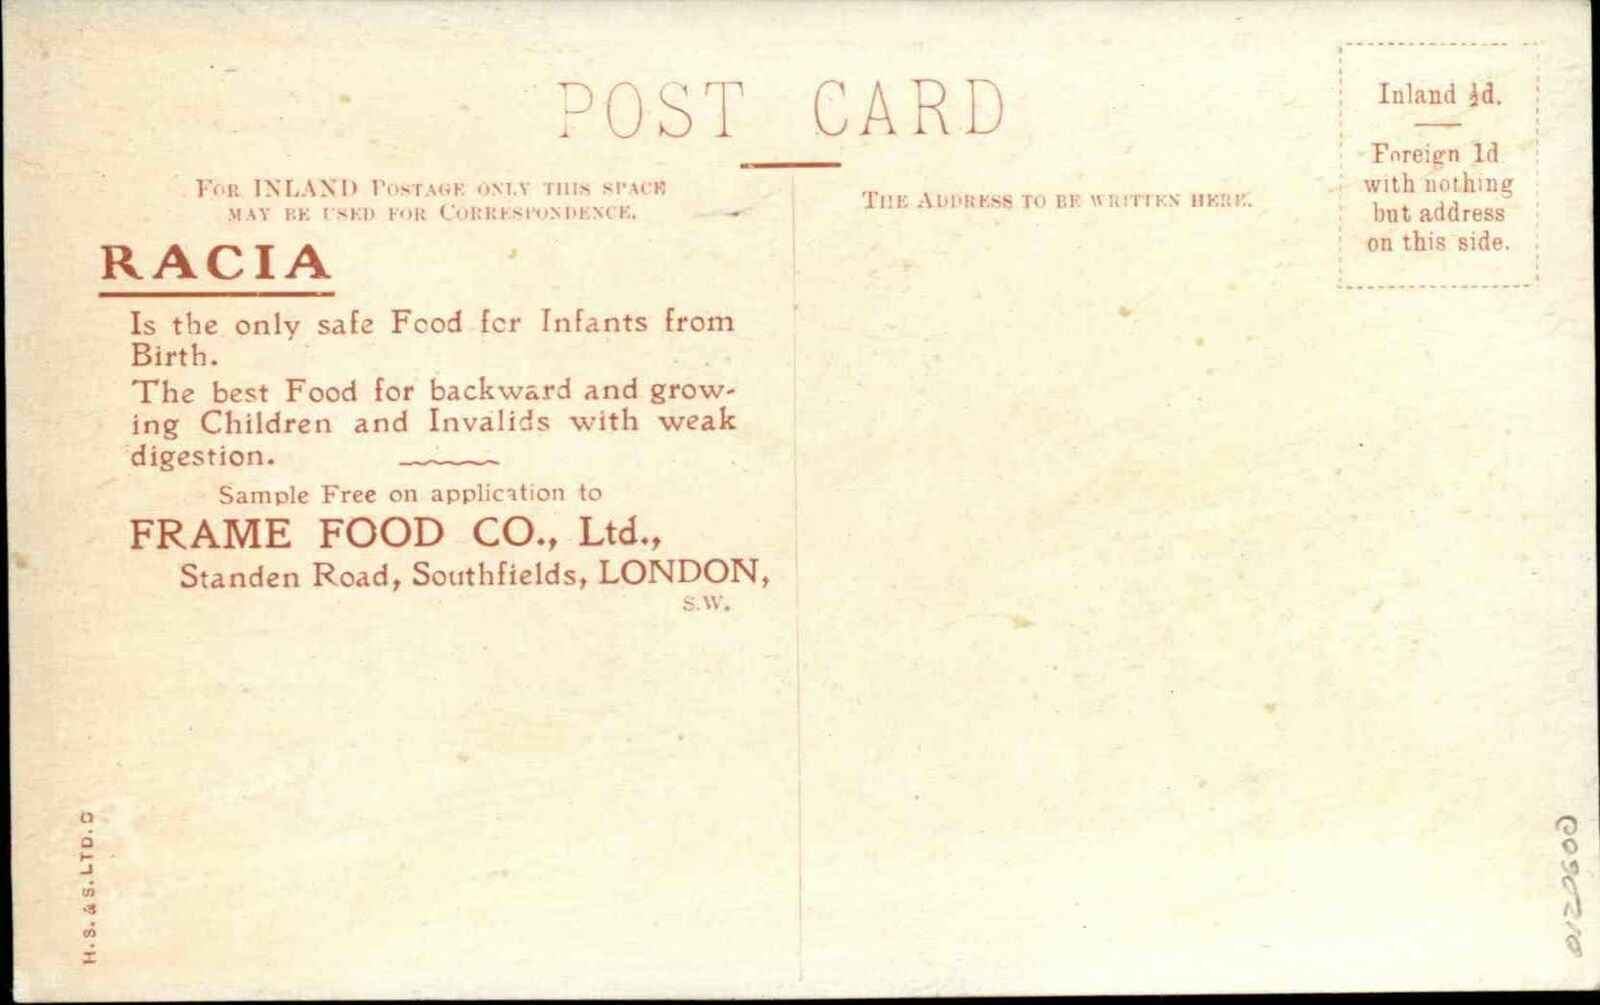 POST CARD
Inland ½d.
Foreign 1d
with nothing
but address
on this side.
For INLAND Postage only this space
may be used for Correspondence.
The Address to be written here.
RACIA
Is the only safe Food for Infants from
Birth.
The best Food for backward and grow-
ing Children and Invalids with weak
digestion.
Sample Free on application to
FRAME FOOD CO., Ltd.,
Standen Road, Southfields, LONDON,
S.W.
H.S. & S. LTD.